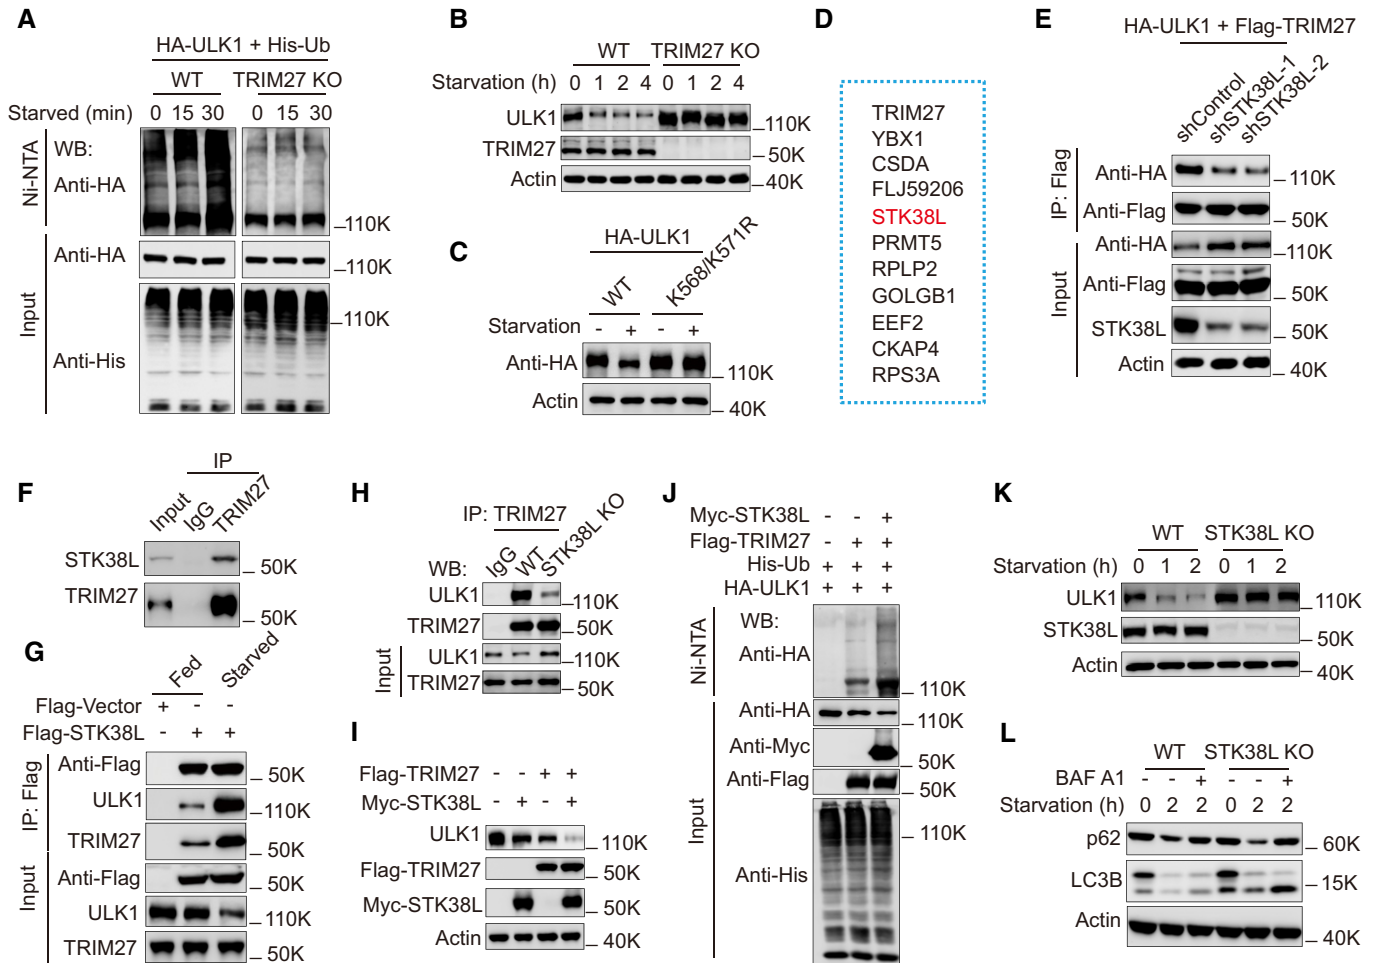 A
HA-ULK1 + His-Ub
WT TRIM27 KO
Starved (min) 0 15 30 0 15 30
Ni-NTA
WB:
Anti-HA
110K
Input
Anti-HA
110K
110K
Anti-His
B
WT TRIM27 KO
Starvation (h) 0 1 2 4 0 1 2 4
ULK1 110K
TRIM27 50K
Actin 40K
C
HA-ULK1
WT K568/K571R
Starvation - + - +
Anti-HA 110K
Actin 40K
D
TRIM27
YBX1
CSDA
FLJ59206
STK38L
PRMT5
RPLP2
GOLGB1
EEF2
CKAP4
RPS3A
E
HA-ULK1 + Flag-TRIM27
shControl shSTK38L-1 shSTK38L-2
IP: Flag
Anti-HA 110K
Anti-Flag 50K
Input
Anti-HA 110K
Anti-Flag 50K
STK38L 50K
Actin 40K
F
IP
Input IgG TRIM27
STK38L 50K
TRIM27 50K
G
Fed Starved
Flag-Vector + - -
Flag-STK38L - + +
IP: Flag
Anti-Flag 50K
ULK1 110K
TRIM27 50K
Input
Anti-Flag 50K
ULK1 110K
TRIM27 50K
H
IP: TRIM27
WB: IgG WT STK38L KO
ULK1 110K
TRIM27 50K
Input
ULK1 110K
TRIM27 50K
I
Flag-TRIM27 - - + +
Myc-STK38L - + - +
ULK1 110K
Flag-TRIM27 50K
Myc-STK38L 50K
Actin 40K
J
Myc-STK38L - - +
Flag-TRIM27 - + +
His-Ub + + +
HA-ULK1 + + +
Ni-NTA
WB:
Anti-HA
110K
Input
Anti-HA 110K
Anti-Myc 50K
Anti-Flag 50K
110K
Anti-His
K
WT STK38L KO
Starvation (h) 0 1 2 0 1 2
ULK1 110K
STK38L 50K
Actin 40K
L
WT STK38L KO
BAF A1 - - + - - +
Starvation (h) 0 2 2 0 2 2
p62 60K
LC3B 15K
Actin 40K